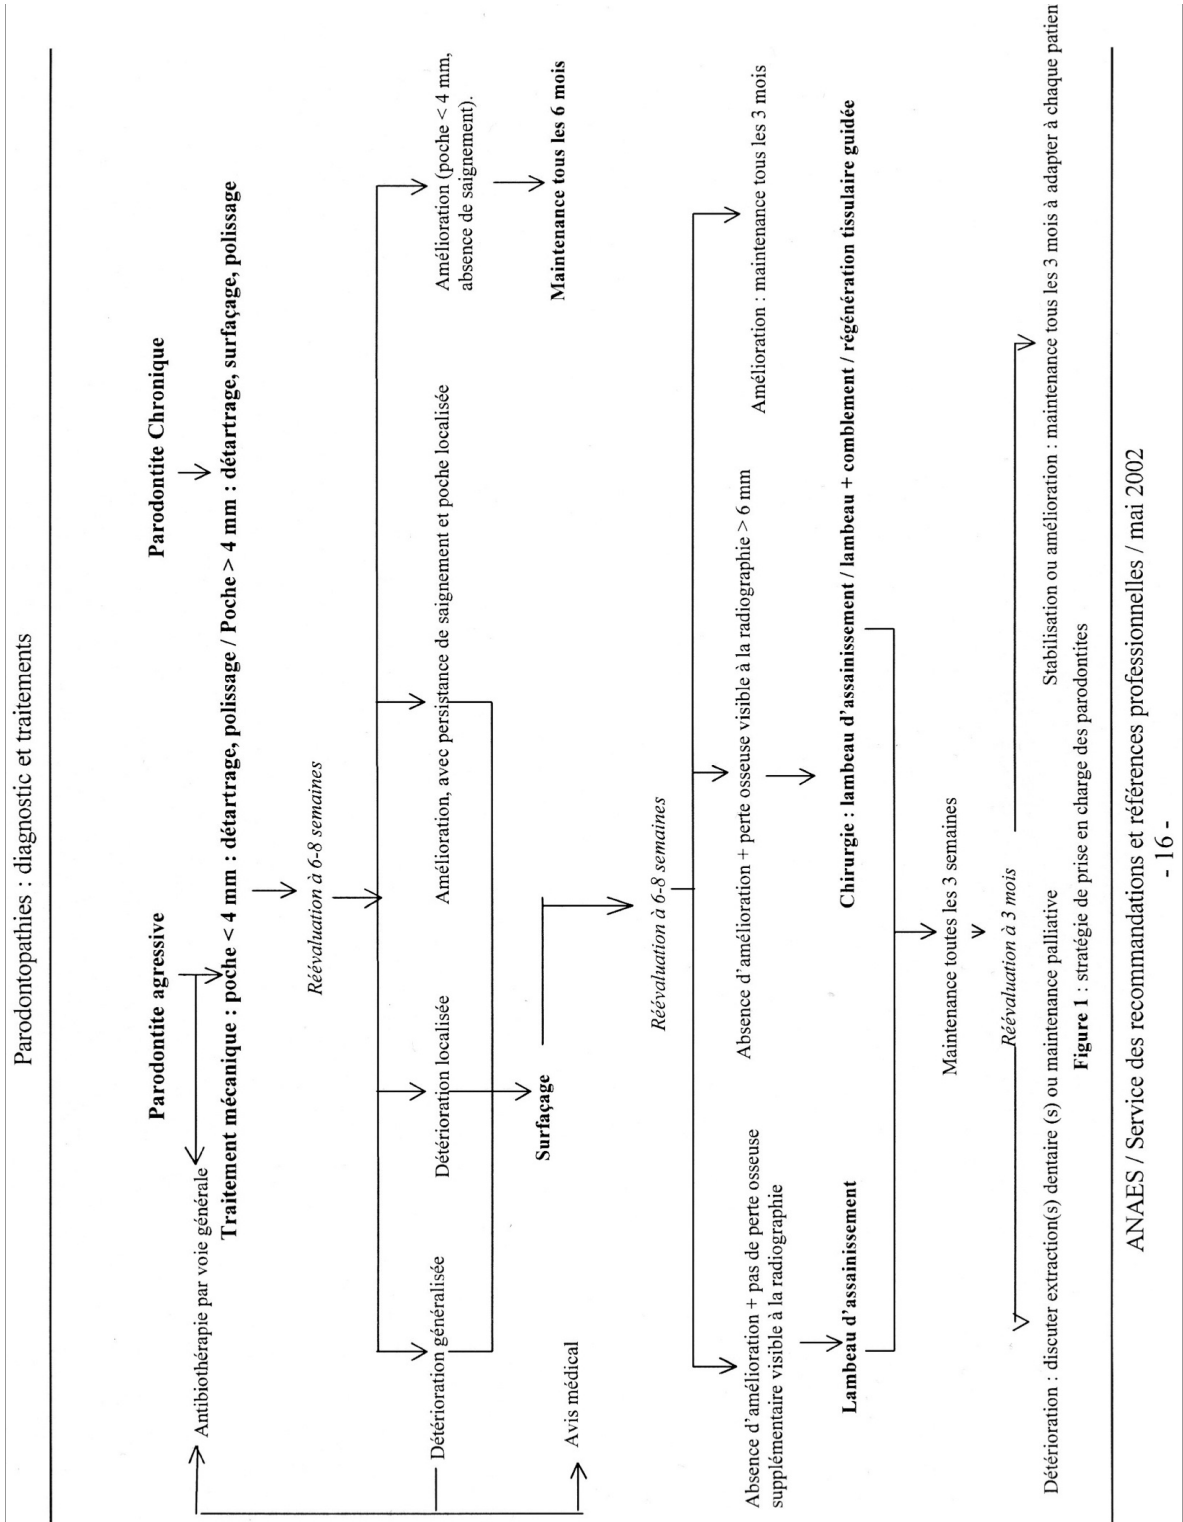 Parodontopathies : diagnostic et traitements
Parodontite agressive
Parodontite Chronique
Antibiothérapie par voie générale
Traitement mécanique : poche < 4 mm : détartrage, polissage / Poche > 4 mm : détartrage, surfaçage, polissage
Réévaluation à 6-8 semaines
Détérioration généralisée
Détérioration localisée
Amélioration, avec persistance de saignement et poche localisée
Amélioration (poche < 4 mm,
absence de saignement).
Avis médical
Surfaçage
Maintenance tous les 6 mois
Réévaluation à 6-8 semaines
Absence d'amélioration + pas de perte osseuse
supplémentaire visible à la radiographie
Absence d'amélioration + perte osseuse visible à la radiographie > 6 mm
Amélioration : maintenance tous les 3 mois
Lambeau d'assainissement
Chirurgie : lambeau d'assainissement / lambeau + comblement / régénération tissulaire guidée
Maintenance toutes les 3 semaines
Réévaluation à 3 mois
Détérioration : discuter extraction(s) dentaire (s) ou maintenance palliative
Stabilisation ou amélioration : maintenance tous les 3 mois à adapter à chaque patien
Figure 1 : stratégie de prise en charge des parodontites
ANAES / Service des recommandations et références professionnelles / mai 2002
- 16 -